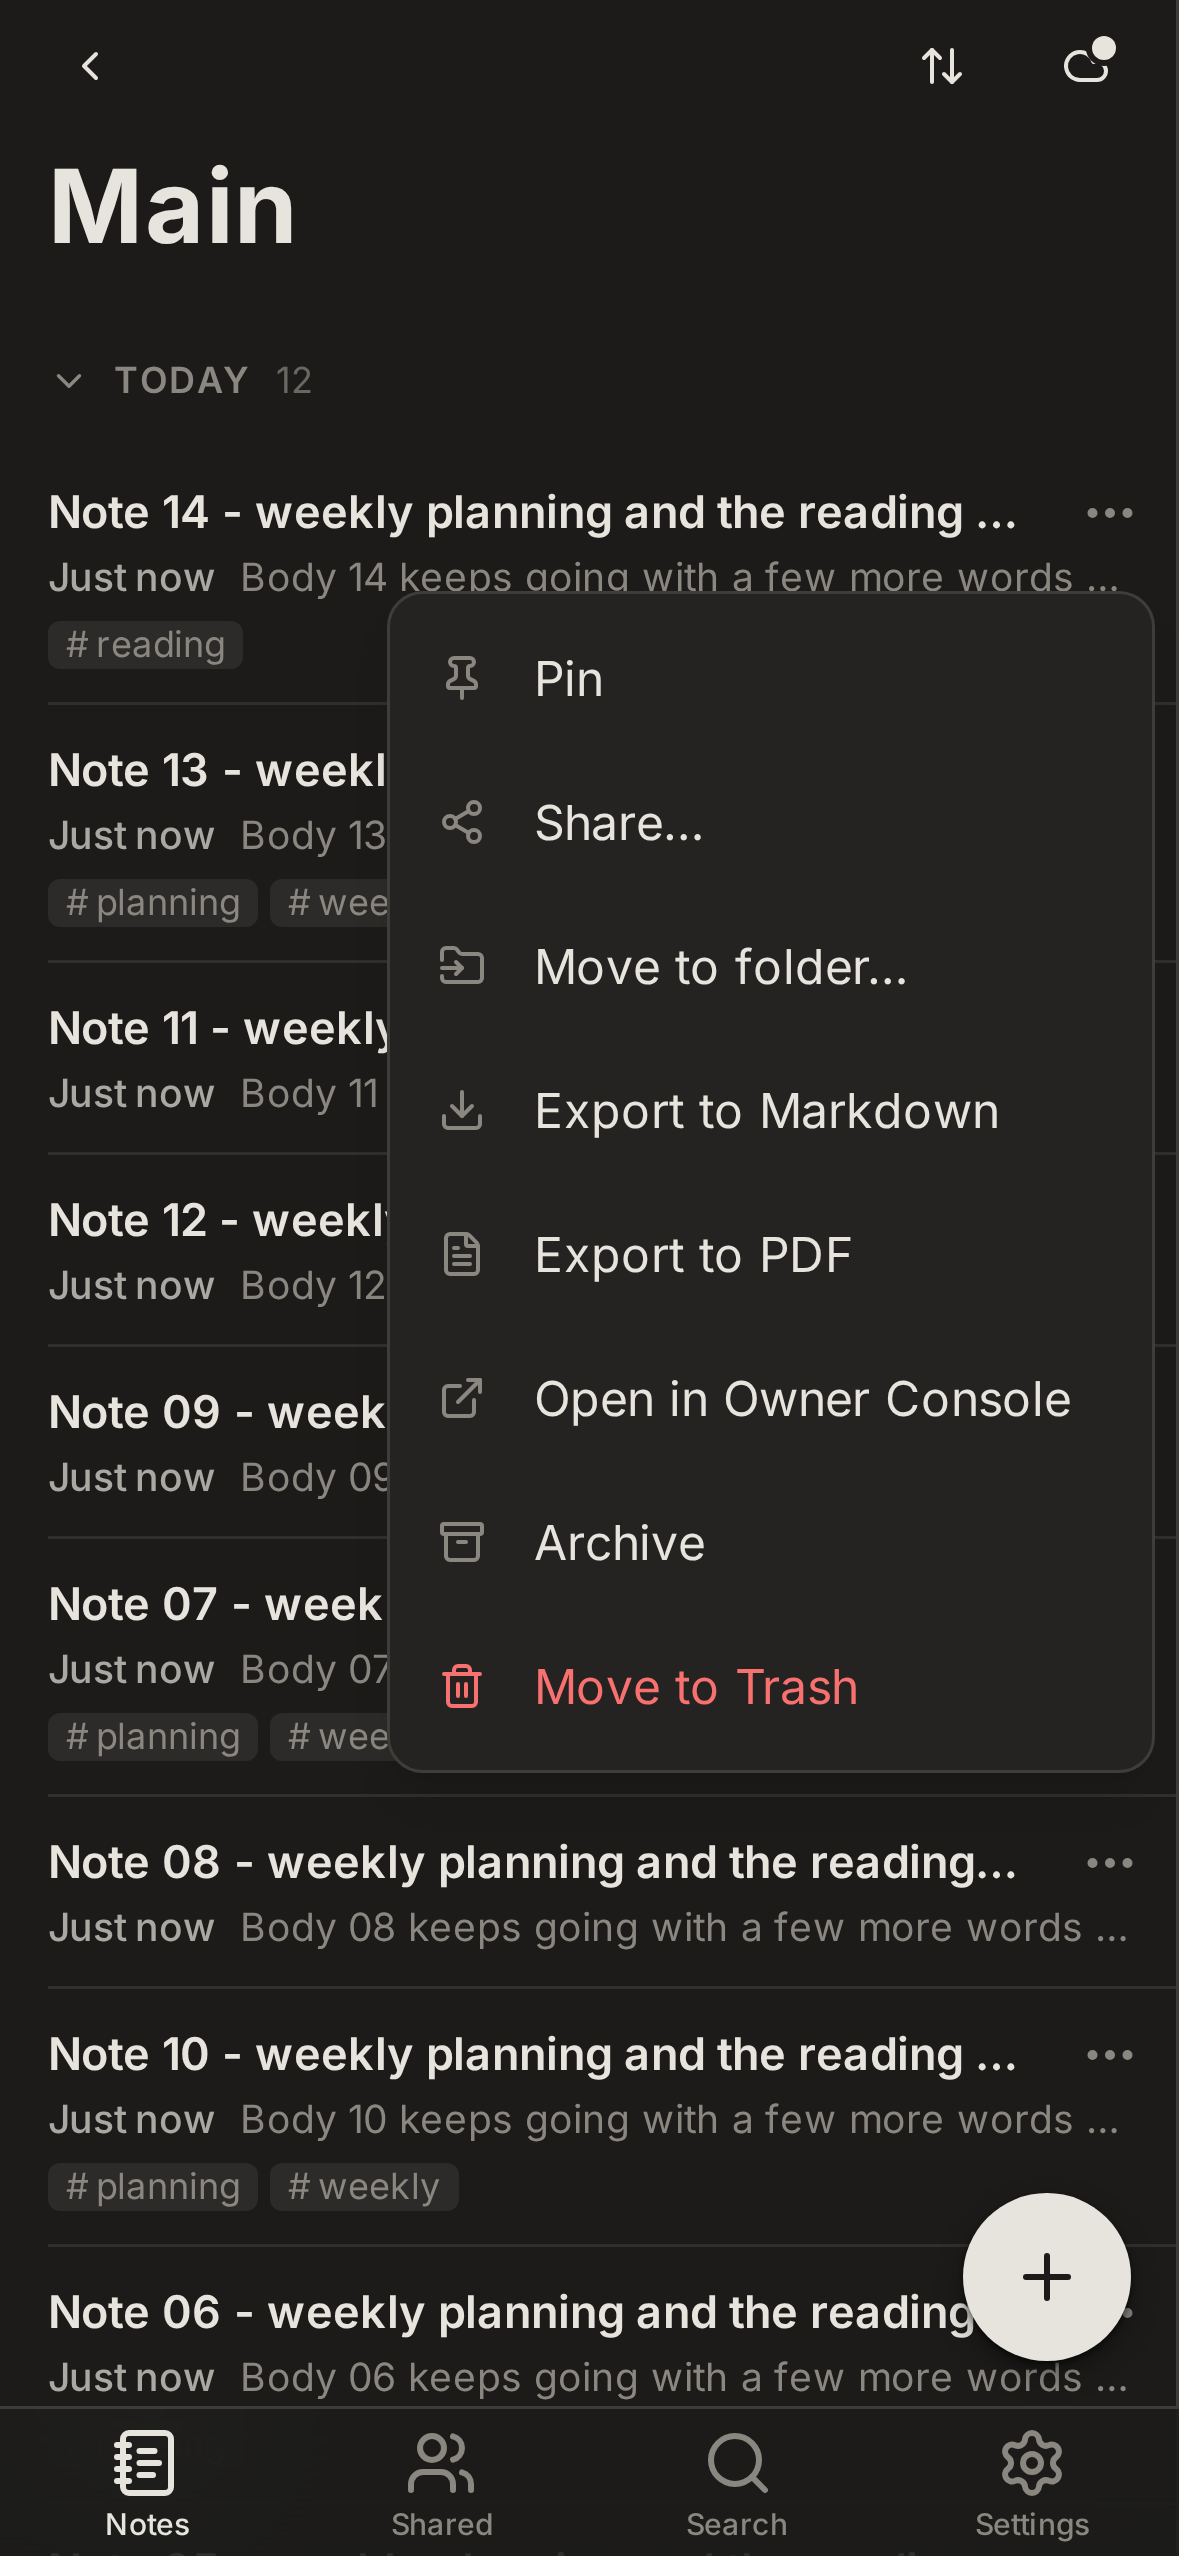 Main
TODAY 12
Note 14 - weekly planning and the reading ...
Just now Body 14 keeps going with a few more words ...
# reading
Pin
Share...
Move to folder...
Export to Markdown
Export to PDF
Open in Owner Console
Archive
Move to Trash
Note 13 -
Just now Body 13
# planning
Note 11 - weekly
Just now Body 11
Note 12 -
Just now Body 12
Note 09 - week
Just now Body 09
Note 07 - week
Just now Body 07
# planning
Note 08 - weekly planning and the reading...
Just now Body 08 keeps going with a few more words ...
Note 10 - weekly planning and the reading ...
Just now Body 10 keeps going with a few more words ...
# planning # weekly
Note 06 - weekly planning and the reading
Just now Body 06 keeps going with a few more words ...
Notes Shared Search Settings